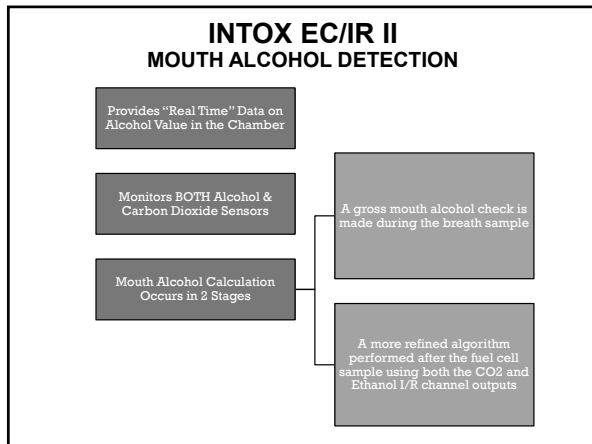 INTOX EC/IR II
MOUTH ALCOHOL DETECTION
Provides “Real Time” Data on
Alcohol Value in the Chamber
Monitors BOTH Alcohol &
Carbon Dioxide Sensors
Mouth Alcohol Calculation
Occurs in 2 Stages
A gross mouth alcohol check is
made during the breath sample
A more refined algorithm
performed after the fuel cell
sample using both the CO2 and
Ethanol I/R channel outputs